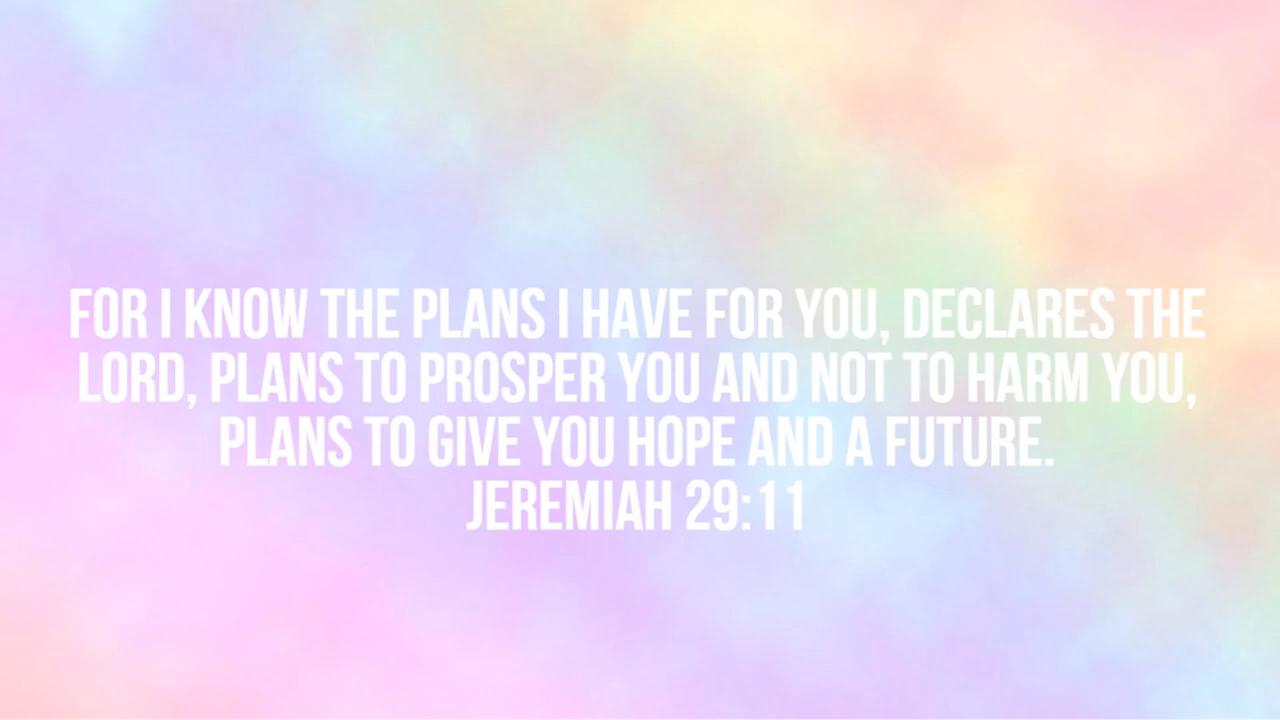 FOR I KNOW THE PLANS I HAVE FOR YOU, DECLARES THE
LORD, PLANS TO PROSPER YOU AND NOT TO HARM YOU,
PLANS TO GIVE YOU HOPE AND A FUTURE.
JEREMIAH 29:11